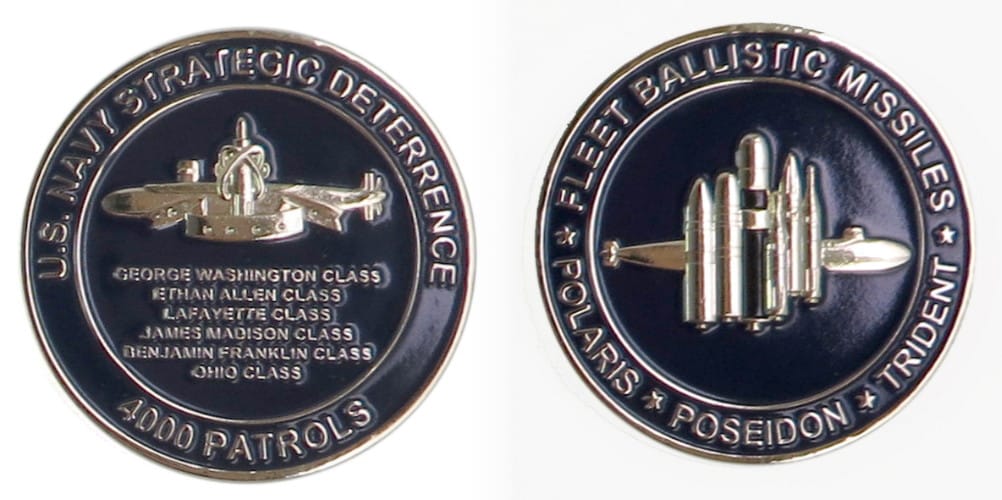 U.S. NAVY STRATEGIC DETERRENCE
GEORGE WASHINGTON CLASS
ETHAN ALLEN CLASS
LAFAYETTE CLASS
JAMES MADISON CLASS
BENJAMIN FRANKLIN CLASS
OHIO CLASS
4000 PATROLS
FLEET BALLISTIC MISSILES
POLARIS ★ POSEIDON ★ TRIDENT